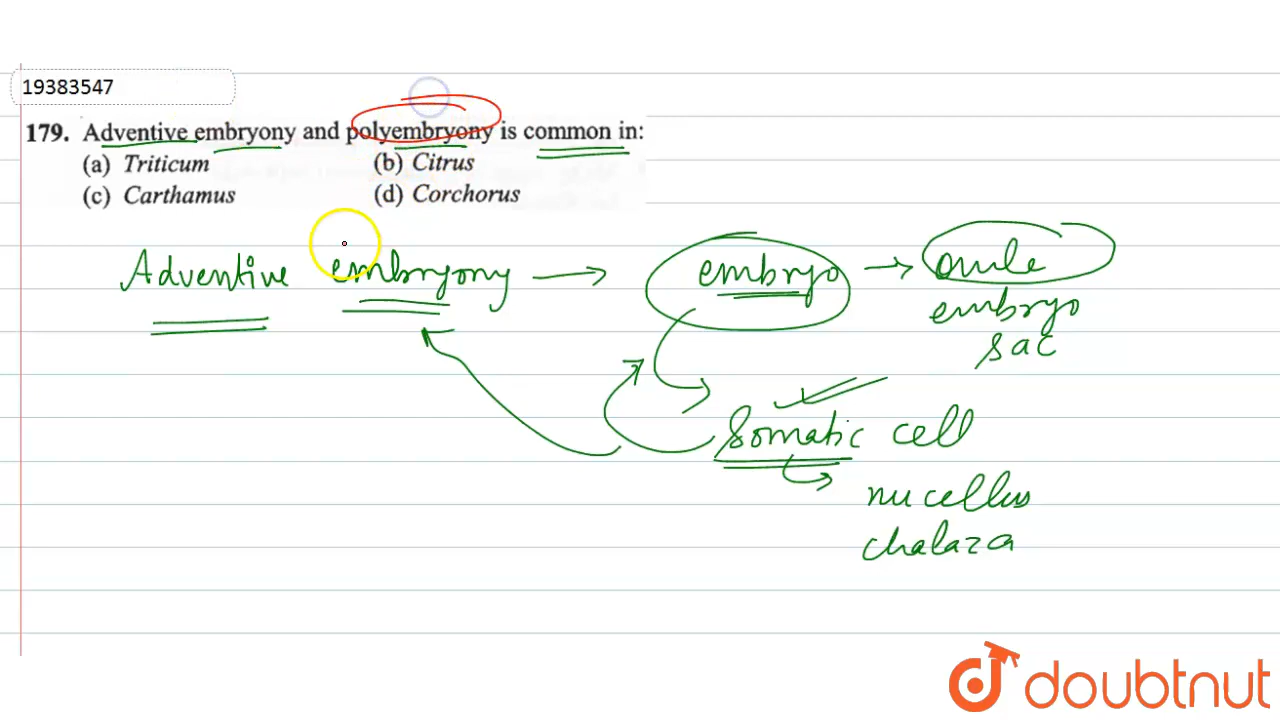 19383547
179. Adventive embryony and polyembryony is common in:
(a) Triticum (b) Citrus
(c) Carthamus (d) Corchorus
Adventive embryony → embryo → ovule
embryo
sac
Somatic cell
nucellus
chalaza
doubtnut